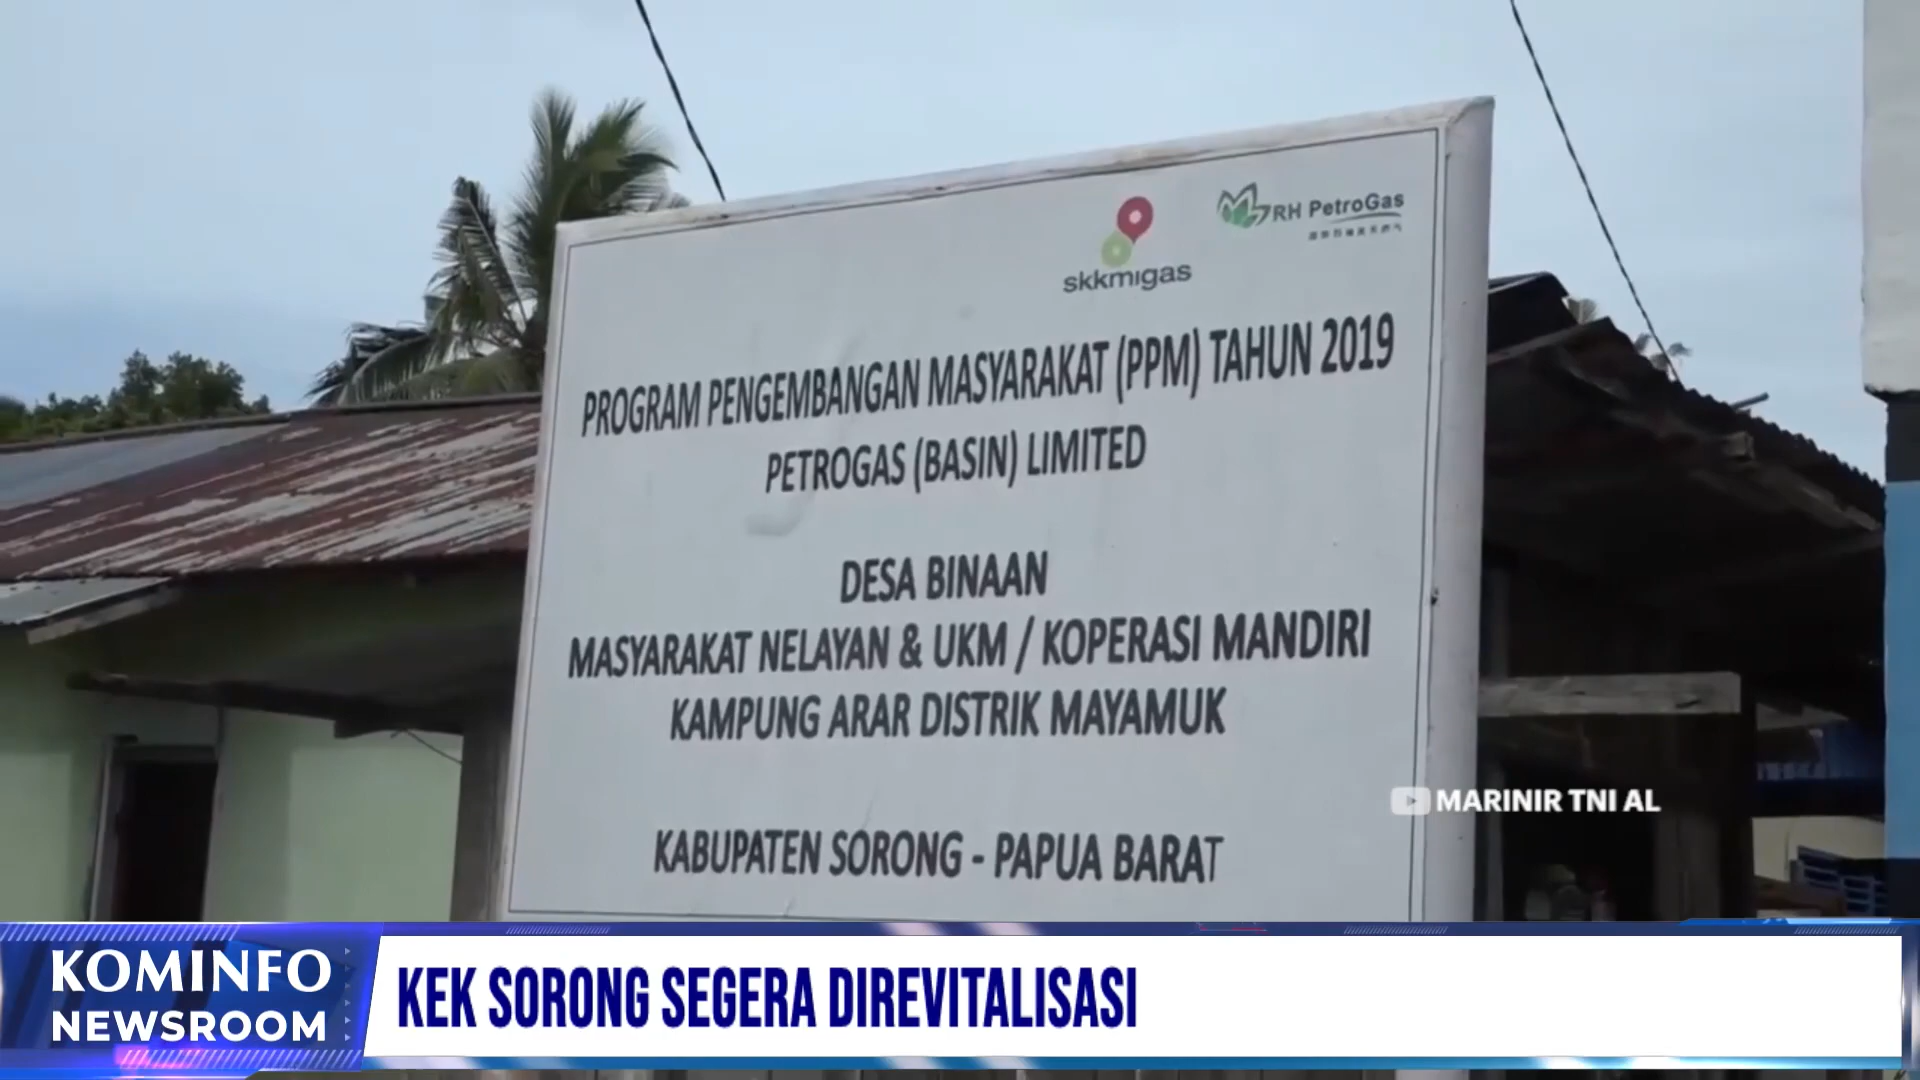 skkmigas
RH PetroGas
PROGRAM PENGEMBANGAN MASYARAKAT (PPM) TAHUN 2019
PETROGAS (BASIN) LIMITED
DESA BINAAN
MASYARAKAT NELAYAN & UKM / KOPERASI MANDIRI
KAMPUNG ARAR DISTRIK MAYAMUK
KABUPATEN SORONG - PAPUA BARAT
MARINIR TNI AL
KOMINFO
NEWSROOM
KEK SORONG SEGERA DIREVITALISASI